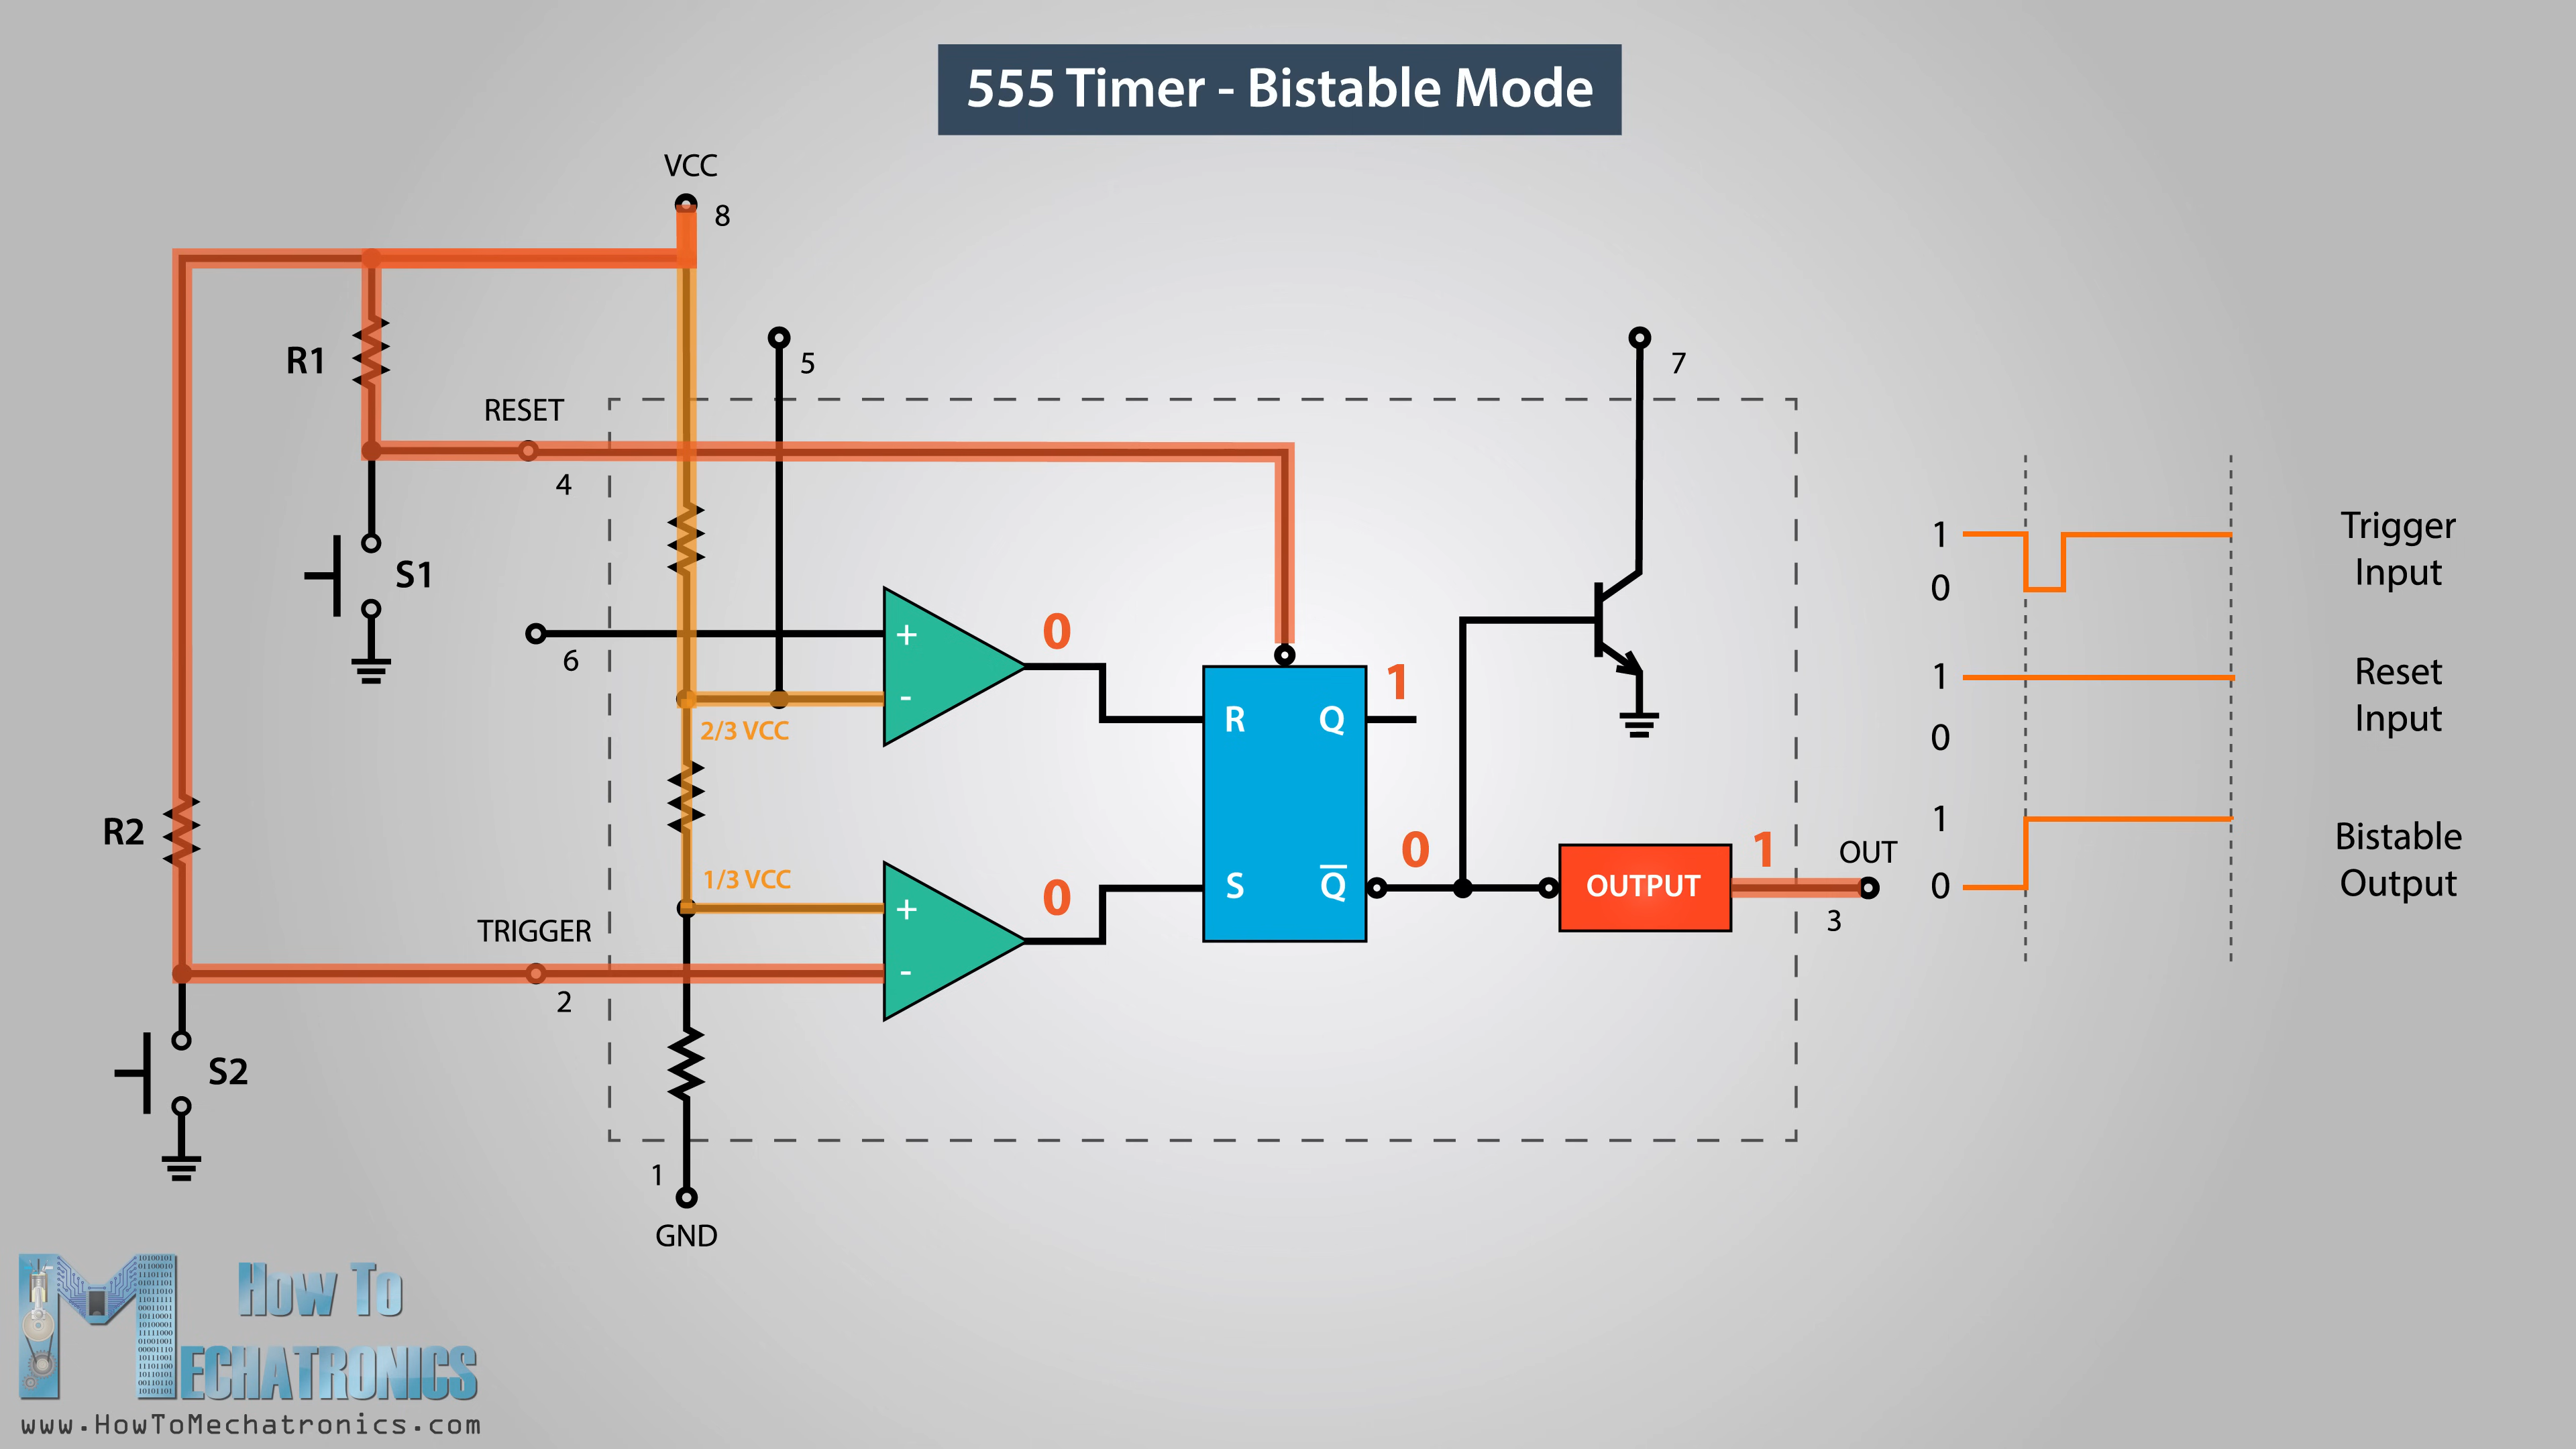 555 Timer - Bistable Mode
VCC
8
5
7
R1
RESET
4
S1
6
+
-
0
2/3 VCC
R
Q
1
1/3 VCC
+
-
0
S
Q̅
0
OUTPUT
1
OUT
3
R2
TRIGGER
2
S2
1
GND
1
0
Trigger
Input
1
0
Reset
Input
1
0
Bistable
Output
How To
MECHATRONICS
www.HowToMechatronics.com